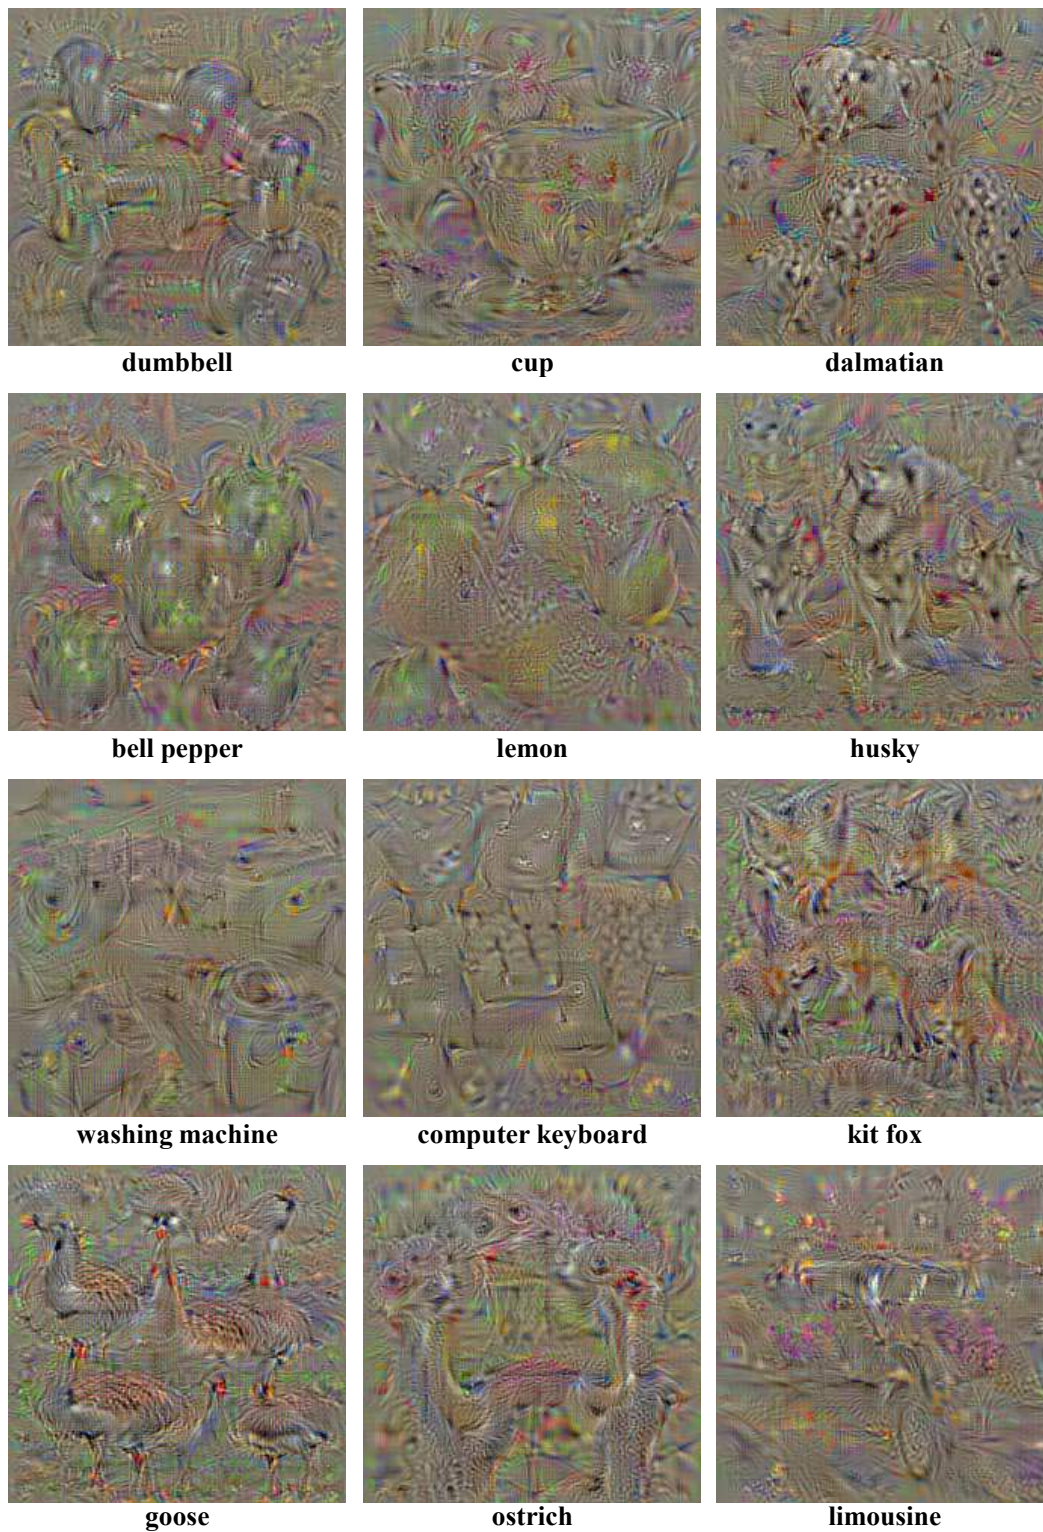 dumbbell
cup
dalmatian
bell pepper
lemon
husky
washing machine
computer keyboard
kit fox
goose
ostrich
limousine